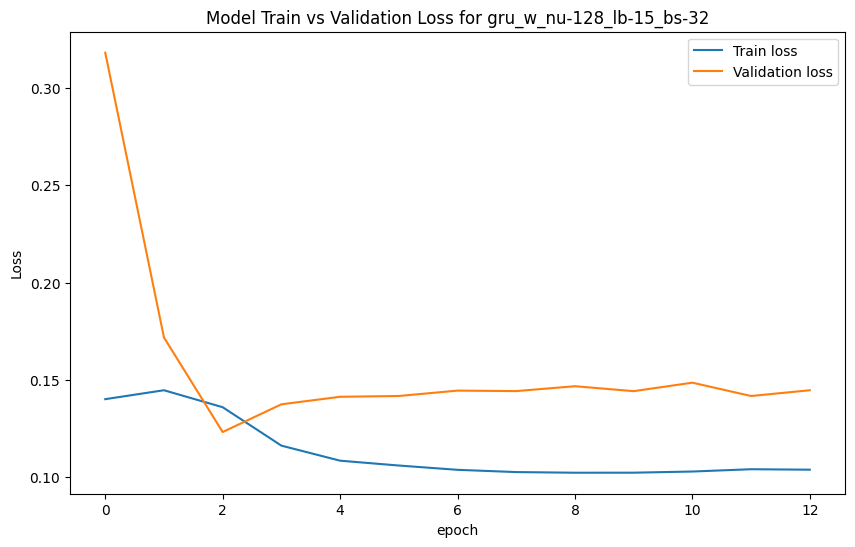 Model Train vs Validation Loss for gru_w_nu-128_lb-15_bs-32
Train loss
Validation loss
0.30
0.25
0.20
0.15
0.10
Loss
0 2 4 6 8 10 12
epoch